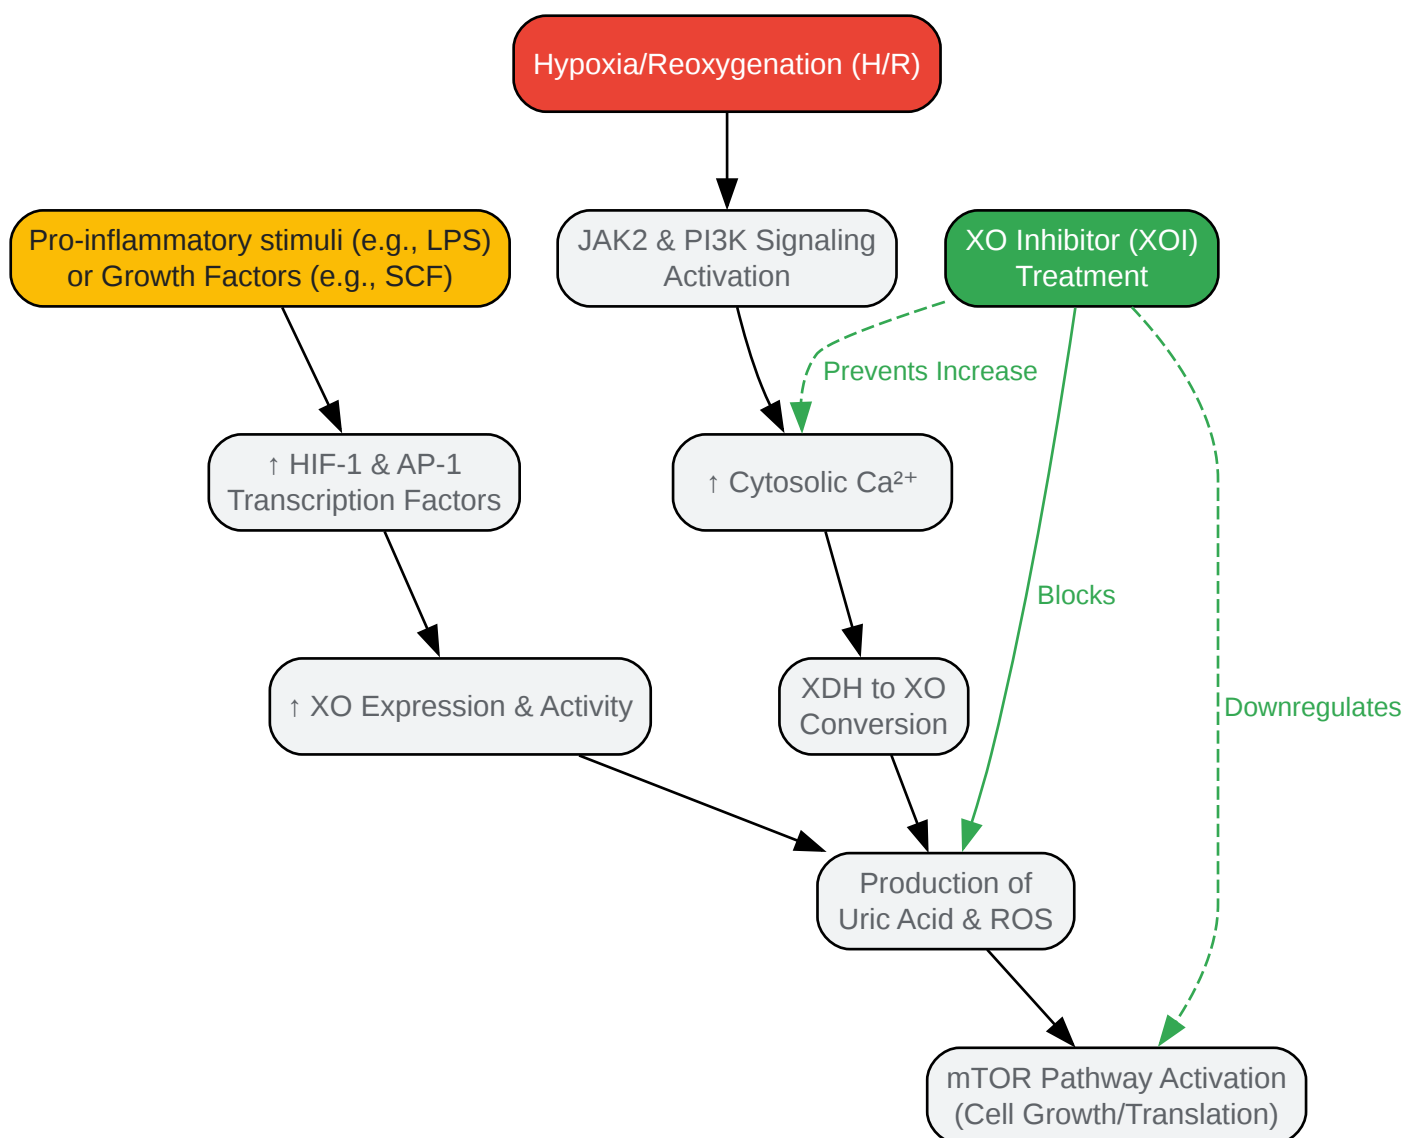 Hypoxia/Reoxygenation (H/R)
Pro-inflammatory stimuli (e.g., LPS)
or Growth Factors (e.g., SCF)
JAK2 & PI3K Signaling
Activation
XO Inhibitor (XOI)
Treatment
Prevents Increase
↑ HIF-1 & AP-1
Transcription Factors
↑ Cytosolic Ca²⁺
Blocks
↑ XO Expression & Activity
XDH to XO
Conversion
Downregulates
Production of
Uric Acid & ROS
mTOR Pathway Activation
(Cell Growth/Translation)